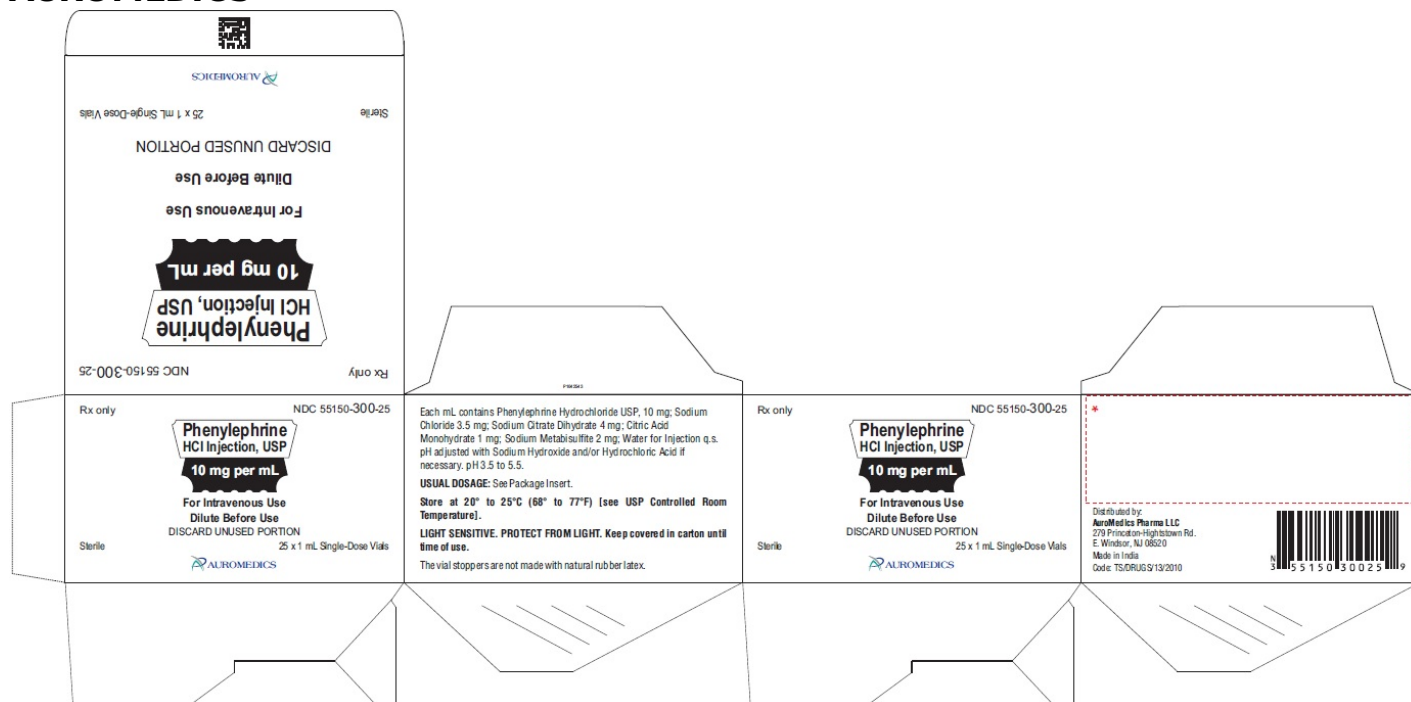 AUROMEDICS
AUROMEDICS
Sterile
25 x 1 mL Single-Dose Vials
DISCARD UNUSED PORTION
Dilute Before Use
For Intravenous Use
10 mg per mL
Phenylephrine
HCl Injection, USP
Rx only
NDC 55150-300-25
Rx only
NDC 55150-300-25
Phenylephrine
HCl Injection, USP
10 mg per mL
For Intravenous Use
Dilute Before Use
DISCARD UNUSED PORTION
Sterile
25 x 1 mL Single-Dose Vials
AUROMEDICS
Each mL contains Phenylephrine Hydrochloride USP, 10 mg; Sodium
Chloride 3.5 mg; Sodium Citrate Dihydrate 4 mg; Citric Acid
Monohydrate 1 mg; Sodium Metabisulfite 2 mg; Water for Injection q.s.
pH adjusted with Sodium Hydroxide and/or Hydrochloric Acid if
necessary. pH 3.5 to 5.5.
USUAL DOSAGE: See Package Insert.
Store at 20° to 25°C (68° to 77°F) [see USP Controlled Room
Temperature].
LIGHT SENSITIVE. PROTECT FROM LIGHT. Keep covered in carton until
time of use.
The vial stoppers are not made with natural rubber latex.
Rx only
NDC 55150-300-25
Phenylephrine
HCl Injection, USP
10 mg per mL
For Intravenous Use
Dilute Before Use
DISCARD UNUSED PORTION
Sterile
25 x 1 mL Single-Dose Vials
AUROMEDICS
*
Distributed by:
AuroMedics Pharma LLC
279 Princeton-Hightstown Rd.
E. Windsor, NJ 08520
Made in India
Code: TS/DRUGS/13/2010
N
3 55150 30025 9